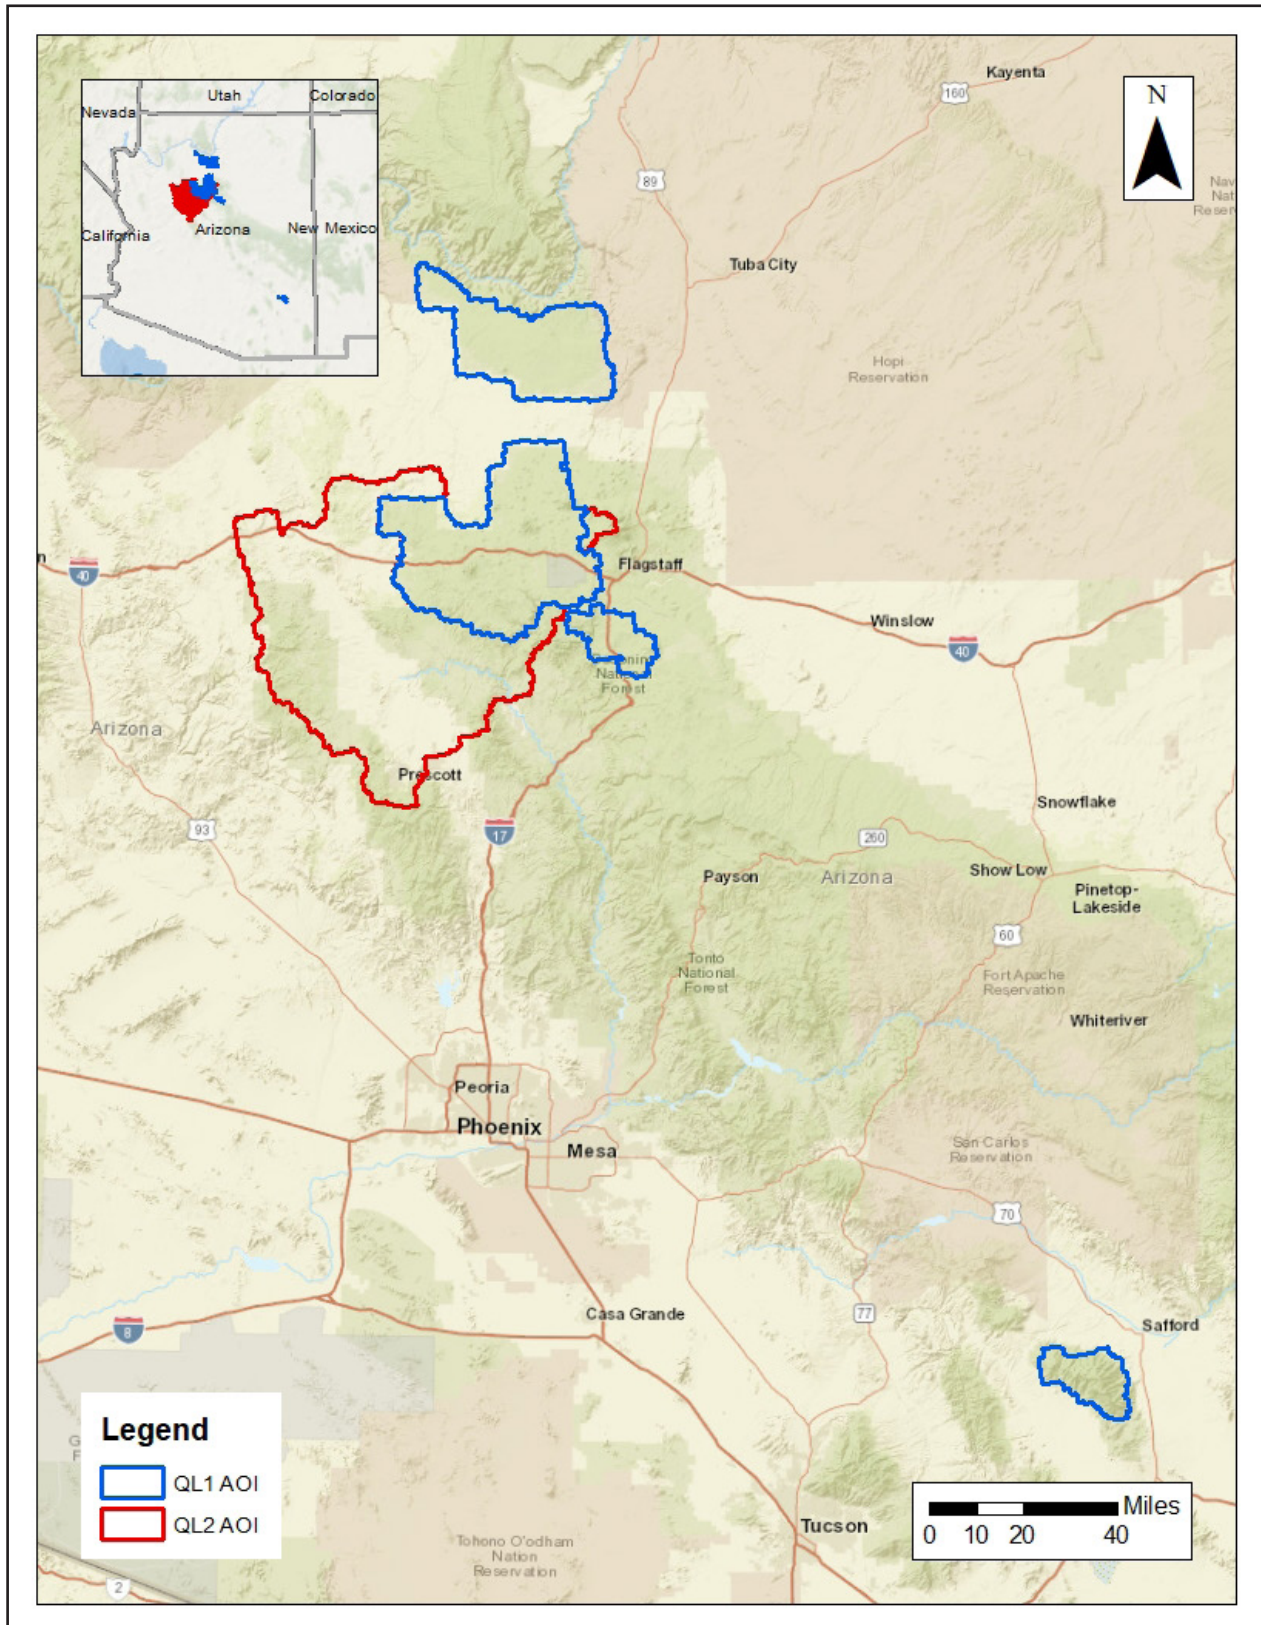 Utah
Colorado
Nevada
California
Arizona
New Mexico
N
Kayenta
160
89
Nav
Nat
Reser
Tuba City
Hopi
Reservation
n
40
Flagstaff
Winslow
40
National
Forest
Arizona
Prescott
93
17
Snowflake
260
Payson
Arizona
Show Low
Pinetop-
Lakeside
60
Tonto
National
Forest
Fort Apache
Reservation
Whiteriver
Peoria
Phoenix
Mesa
San Carlos
Reservation
70
Casa Grande
77
Safford
8
Legend
G
F
QL1 AOI
QL2 AOI
Tucson
Tohono O'odham
Nation
Reservation
2
Miles
0 10 20 40